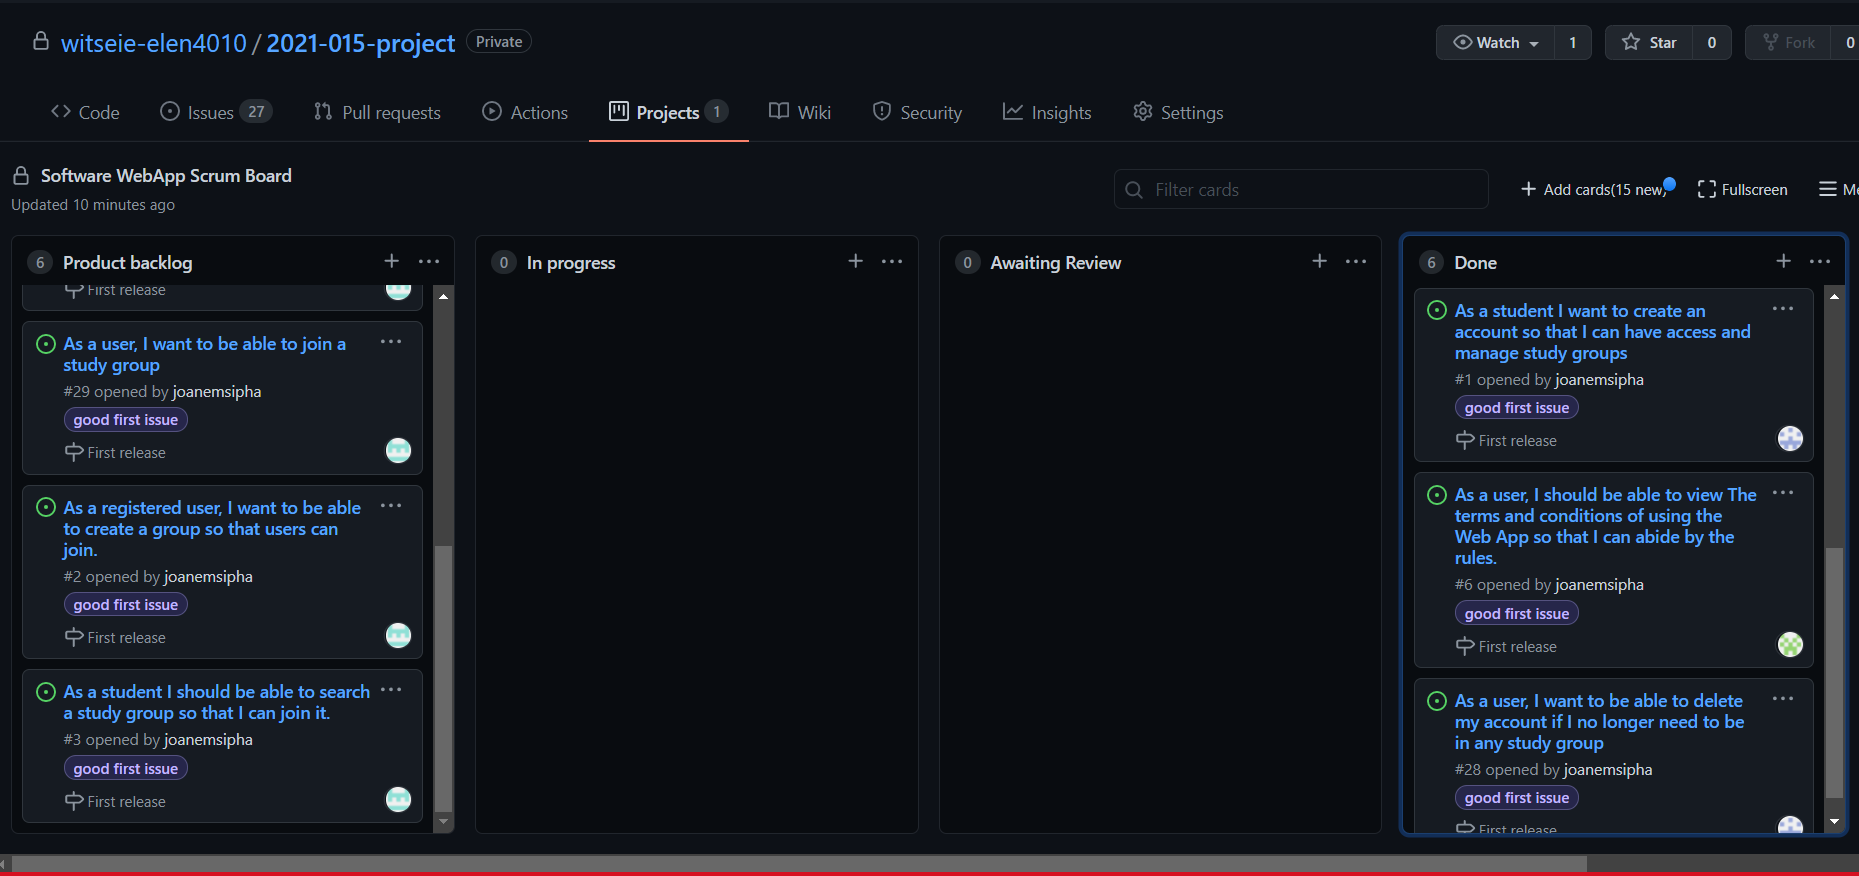 witseie-elen4010 / 2021-015-project Private
Watch 1 Star 0 Fork 0
Code Issues 27 Pull requests Actions Projects 1 Wiki Security Insights Settings
Software WebApp Scrum Board
Updated 10 minutes ago
Filter cards
Add cards(15 new) Fullscreen Me
6 Product backlog
First release
As a user, I want to be able to join a
study group
#29 opened by joanemsipha
good first issue
First release
As a registered user, I want to be able
to create a group so that users can
join.
#2 opened by joanemsipha
good first issue
First release
As a student I should be able to search
a study group so that I can join it.
#3 opened by joanemsipha
good first issue
First release
0 In progress
0 Awaiting Review
6 Done
As a student I want to create an
account so that I can have access and
manage study groups
#1 opened by joanemsipha
good first issue
First release
As a user, I should be able to view The
terms and conditions of using the
Web App so that I can abide by the
rules.
#6 opened by joanemsipha
good first issue
First release
As a user, I want to be able to delete
my account if I no longer need to be
in any study group
#28 opened by joanemsipha
good first issue
First release